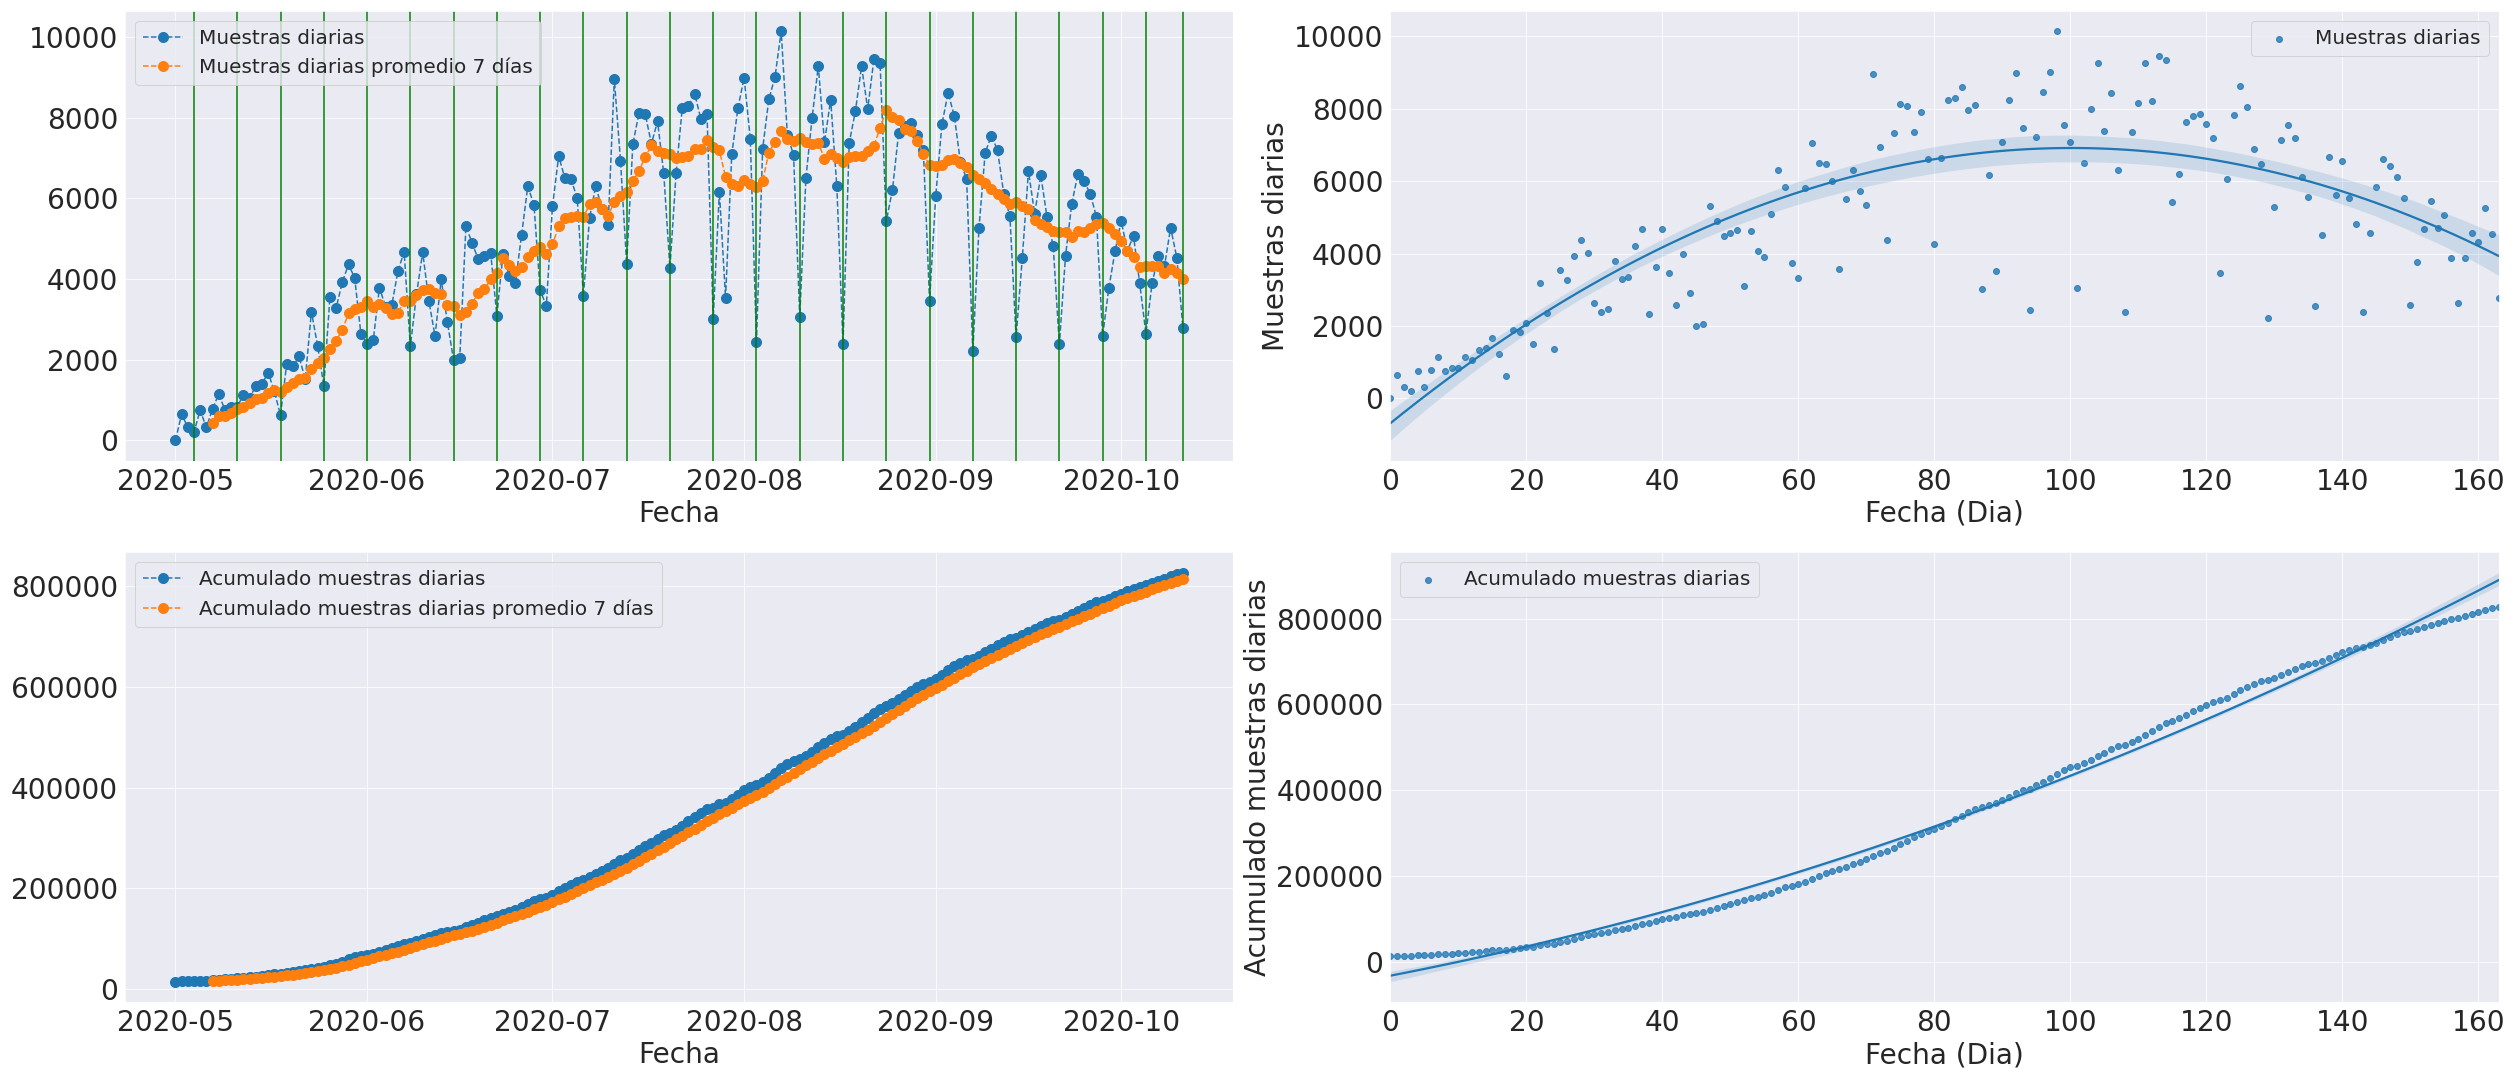 Muestras diarias
Muestras diarias promedio 7 días
10000
8000
6000
4000
2000
0
2020-05 2020-06 2020-07 2020-08 2020-09 2020-10
Fecha
Muestras diarias
Muestras diarias
10000
8000
6000
4000
2000
0
0 20 40 60 80 100 120 140 160
Fecha (Dia)
Acumulado muestras diarias
Acumulado muestras diarias promedio 7 días
800000
600000
400000
200000
0
2020-05 2020-06 2020-07 2020-08 2020-09 2020-10
Fecha
Acumulado muestras diarias
Acumulado muestras diarias
800000
600000
400000
200000
0
0 20 40 60 80 100 120 140 160
Fecha (Dia)